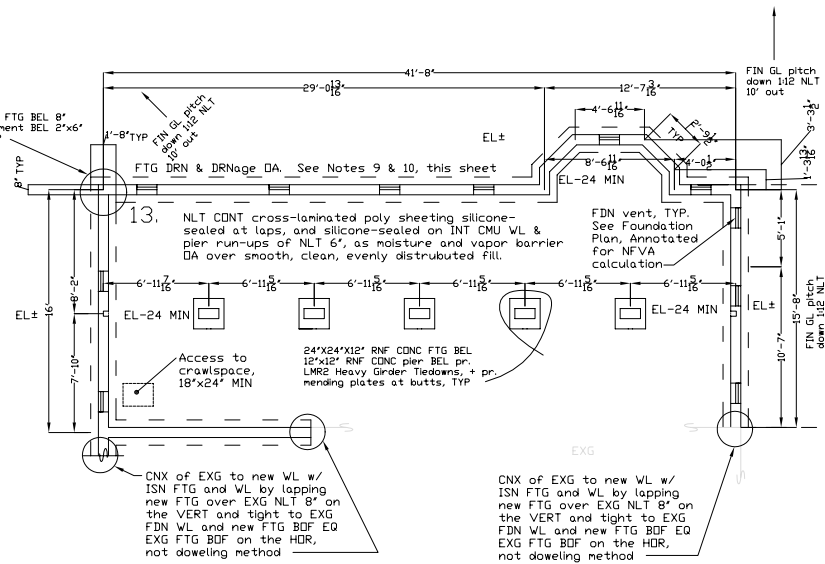 41'-8"
29'-0 13/16"
12'-7 3/16"
FIN GL pitch
down 1:12 NLT
10' out
FTG BEL 8"
ment BEL 2"x6"
1'-8" TYP
FIN GL pitch
down 1:12 NLT
10' out
4'-6 11/16"
2'-9 1/2"
TYP
3'-3 1/2"
EL±
8" TYP
FTG DRN & DRNage OA. See Notes 9 & 10, this sheet
8'-6 11/16"
4'-0 1/2"
EL-24 MIN
13.
NLT CONT cross-laminated poly sheeting silicone-
sealed at laps, and silicone-sealed on INT CMU WL &
pier run-ups of NLT 6", as moisture and vapor barrier
OA over smooth, clean, evenly distrubuted fill.
FDN vent, TYP.
See Foundation
Plan, Annotated
for NFVA
calculation
5'-1"
8'-2"
16'
6'-11 7/16"
6'-11 5/16"
6'-11 5/16"
6'-11 5/16"
6'-11 5/16"
EL±
EL-24 MIN
EL-24 MIN
EL±
15'-8"
FIN GL pitch
down 1:12 NLT
7'-10"
10'-7"
Access to
crawlspace,
18"x24" MIN
24"X24"X12" RNF CONC FTG BEL
12"x12" RNF CONC pier BEL pr.
LMR2 Heavy Girder Tiedowns, + pr.
mending plates at butts, TYP
EXG
CNX of EXG to new WL w/
ISN FTG and WL by lapping
new FTG over EXG NLT 8" on
the VERT and tight to EXG
FDN WL and new FTG BOF EQ
EXG FTG BOF on the HOR,
not doweling method
CNX of EXG to new WL w/
ISN FTG and WL by lapping
new FTG over EXG NLT 8" on
the VERT and tight to EXG
FDN WL and new FTG BOF EQ
EXG FTG BOF on the HOR,
not doweling method